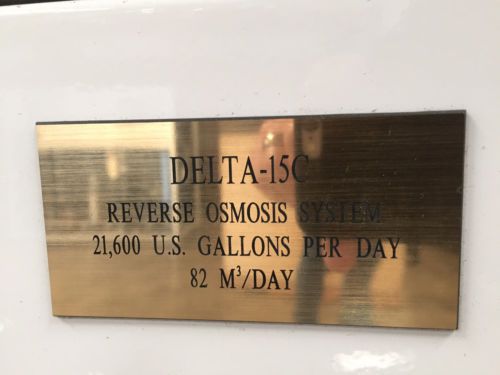 DELTA-15C
REVERSE OSMOSIS SYSTEM
21,600 U.S. GALLONS PER DAY
82 M³/DAY